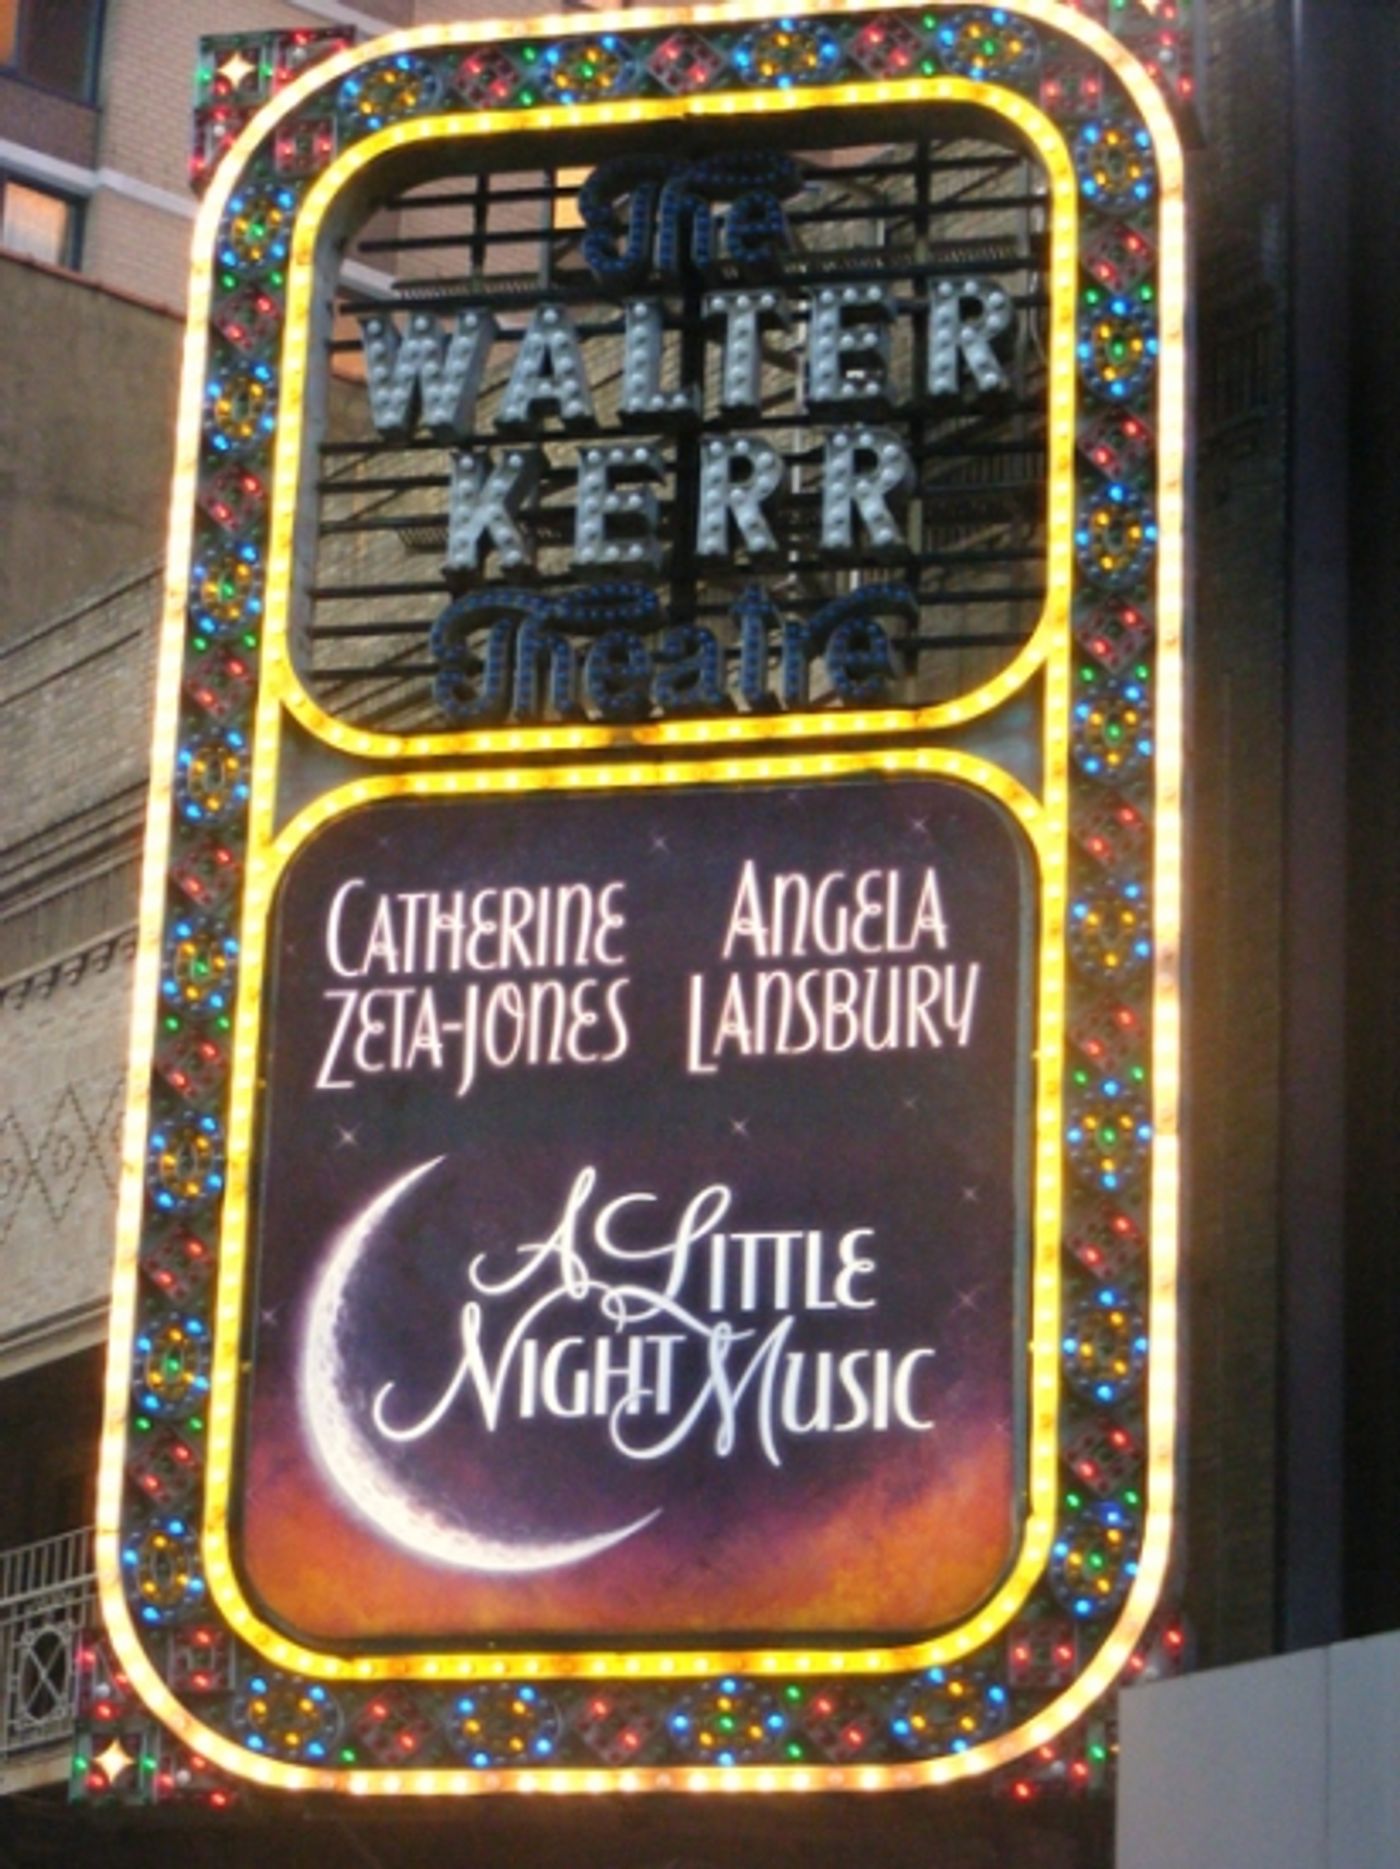 The
WALTER
KERR
Theatre
CATHERINE ZETA-JONES
ANGELA LANSBURY
A LITTLE
NIGHT MUSIC